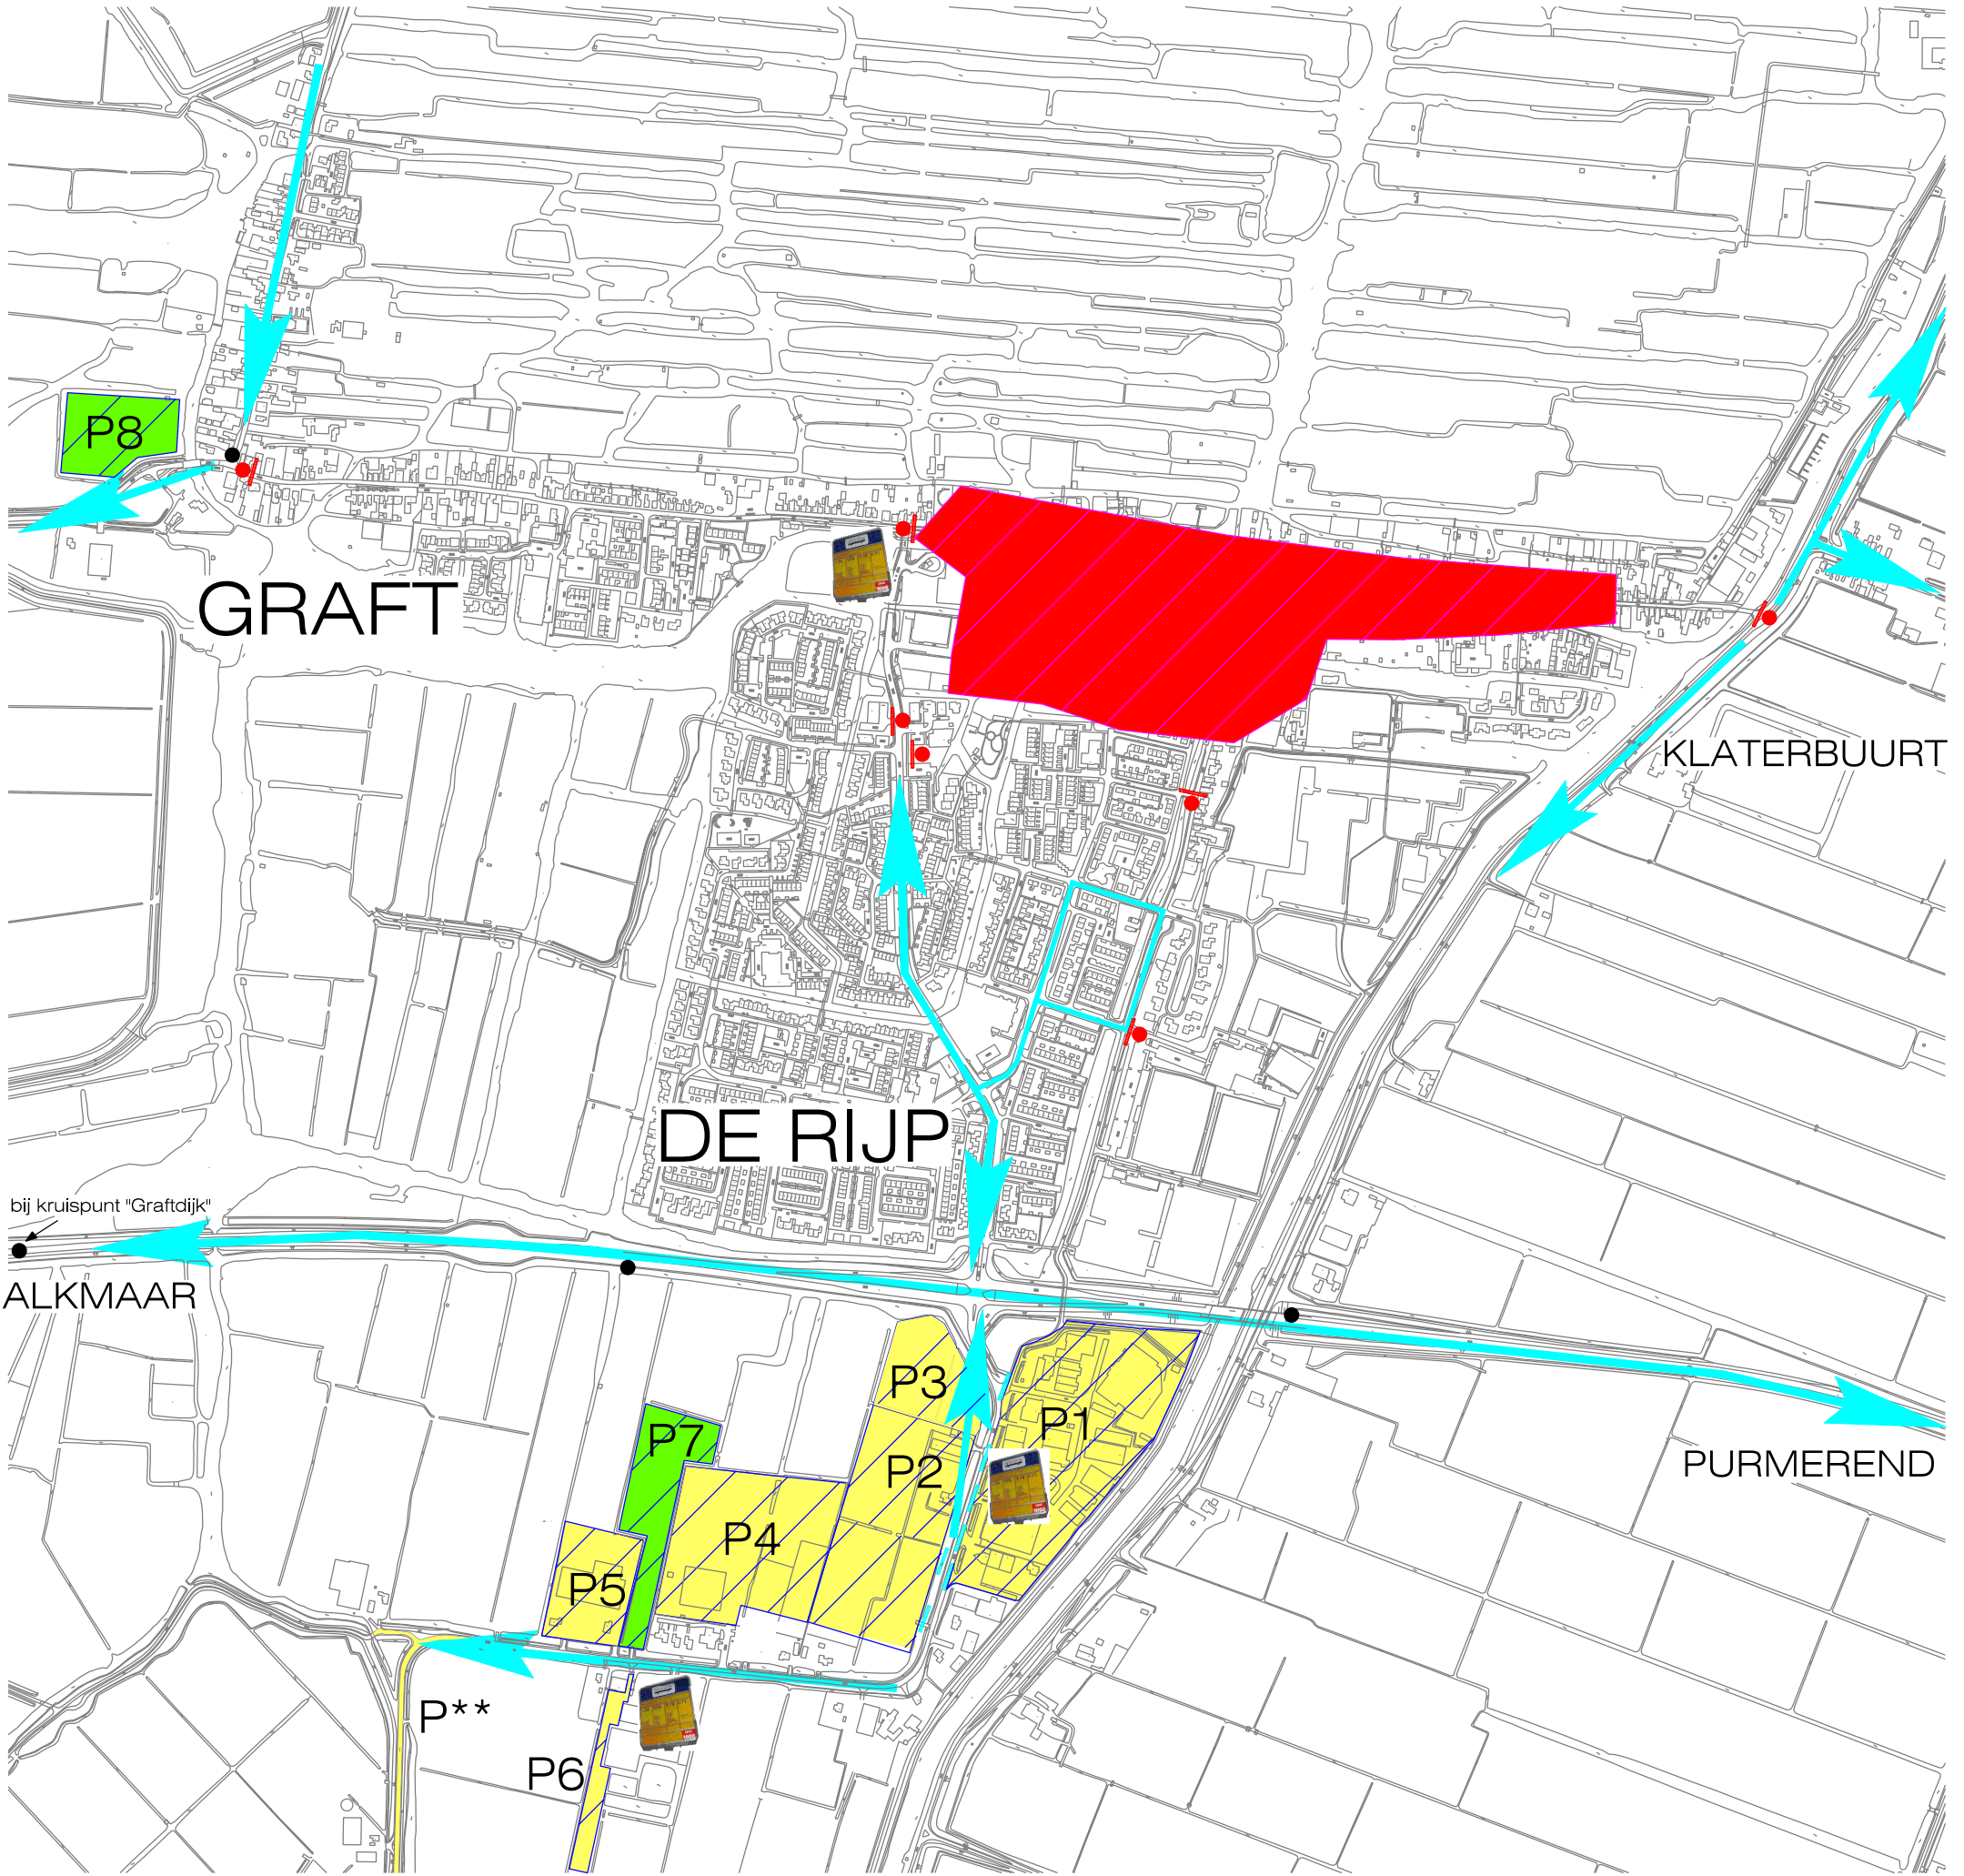 P8
GRAFT
KLATERBUURT
DE RIJP
bij kruispunt "Graftdijk"
ALKMAAR
P3
P1
P7
P2
PURMEREND
P4
P5
P**
P6